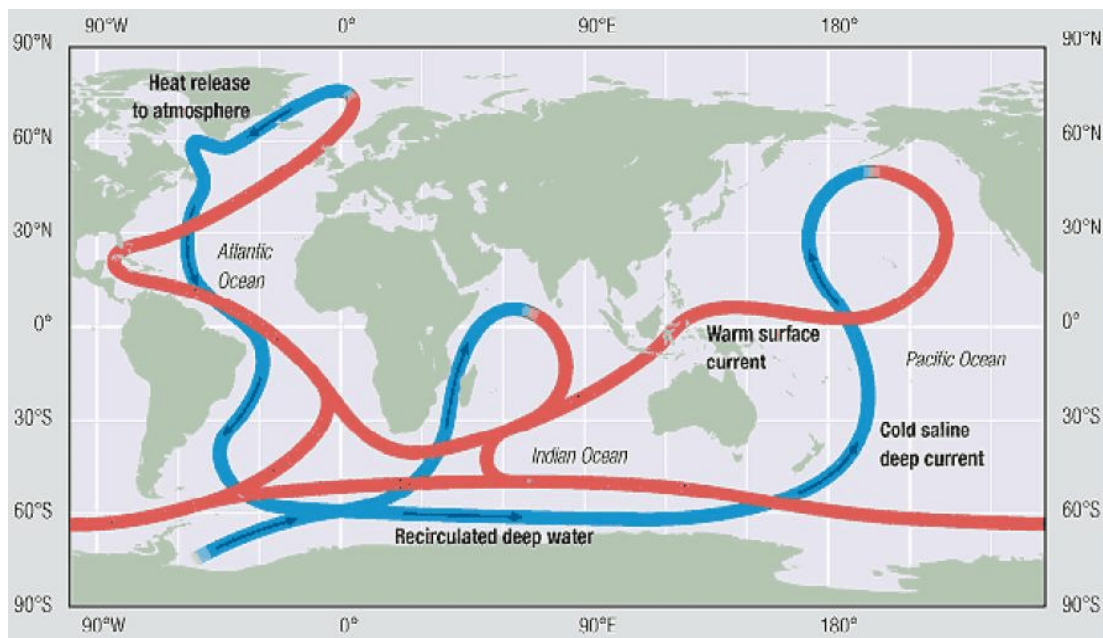 90°W 0° 90°E 180°
90°N 90°N
Heat release
to atmosphere
60°N 60°N
30°N 30°N
Atlantic
Ocean
0° 0°
Warm surface
current
Pacific Ocean
30°S 30°S
Cold saline
deep current
Indian Ocean
60°S 60°S
Recirculated deep water
90°S 90°S
90°W 0° 90°E 180°